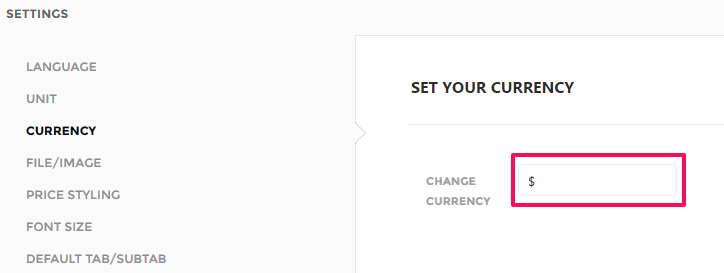 SETTINGS
LANGUAGE
UNIT
CURRENCY
FILE/IMAGE
PRICE STYLING
FONT SIZE
DEFAULT TAB/SUBTAB
SET YOUR CURRENCY
CHANGE
CURRENCY
$